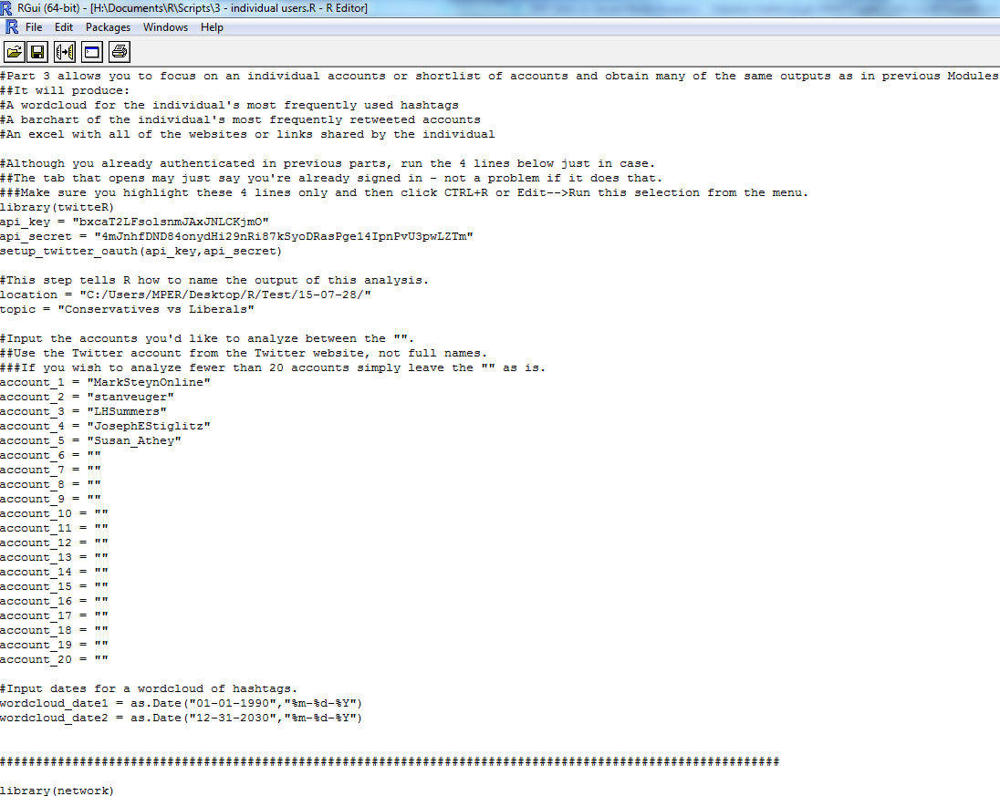 RGui (64-bit) - [H:\Documents\R\Scripts\3 - individual users.R - R Editor]
File Edit Packages Windows Help
#Part 3 allows you to focus on an individual accounts or shortlist of accounts and obtain many of the same outputs as in previous Modules
##It will produce:
#A wordcloud for the individual's most frequently used hashtags
#A barchart of the individual's most frequently retweeted accounts
#An excel with all of the websites or links shared by the individual
#Although you already authenticated in previous parts, run the 4 lines below just in case.
##The tab that opens may just say you're already signed in - not a problem if it does that.
###Make sure you highlight these 4 lines only and then click CTRL+R or Edit-->Run this selection from the menu.
library(twitteR)
api_key = "bxcaT2LFsolsnmJAxJNLCKjmO"
api_secret = "4mJnhfDND84onydHi29nRi87kSyoDRasPge14IpnPvU3pwLZTm"
setup_twitter_oauth(api_key,api_secret)
#This step tells R how to name the output of this analysis.
location = "C:/Users/MPER/Desktop/R/Test/15-07-28/"
topic = "Conservatives vs Liberals"
#Input the accounts you'd like to analyze between the "".
##Use the Twitter account from the Twitter website, not full names.
###If you wish to analyze fewer than 20 accounts simply leave the "" as is.
account_1 = "MarkSteynOnline"
account_2 = "stanveuger"
account_3 = "LHSummers"
account_4 = "JosephEStiglitz"
account_5 = "Susan_Athey"
account_6 = ""
account_7 = ""
account_8 = ""
account_9 = ""
account_10 = ""
account_11 = ""
account_12 = ""
account_13 = ""
account_14 = ""
account_15 = ""
account_16 = ""
account_17 = ""
account_18 = ""
account_19 = ""
account_20 = ""
#Input dates for a wordcloud of hashtags.
wordcloud_date1 = as.Date("01-01-1990","%m-%d-%Y")
wordcloud_date2 = as.Date("12-31-2030","%m-%d-%Y")
###########################################################################################################
library(network)